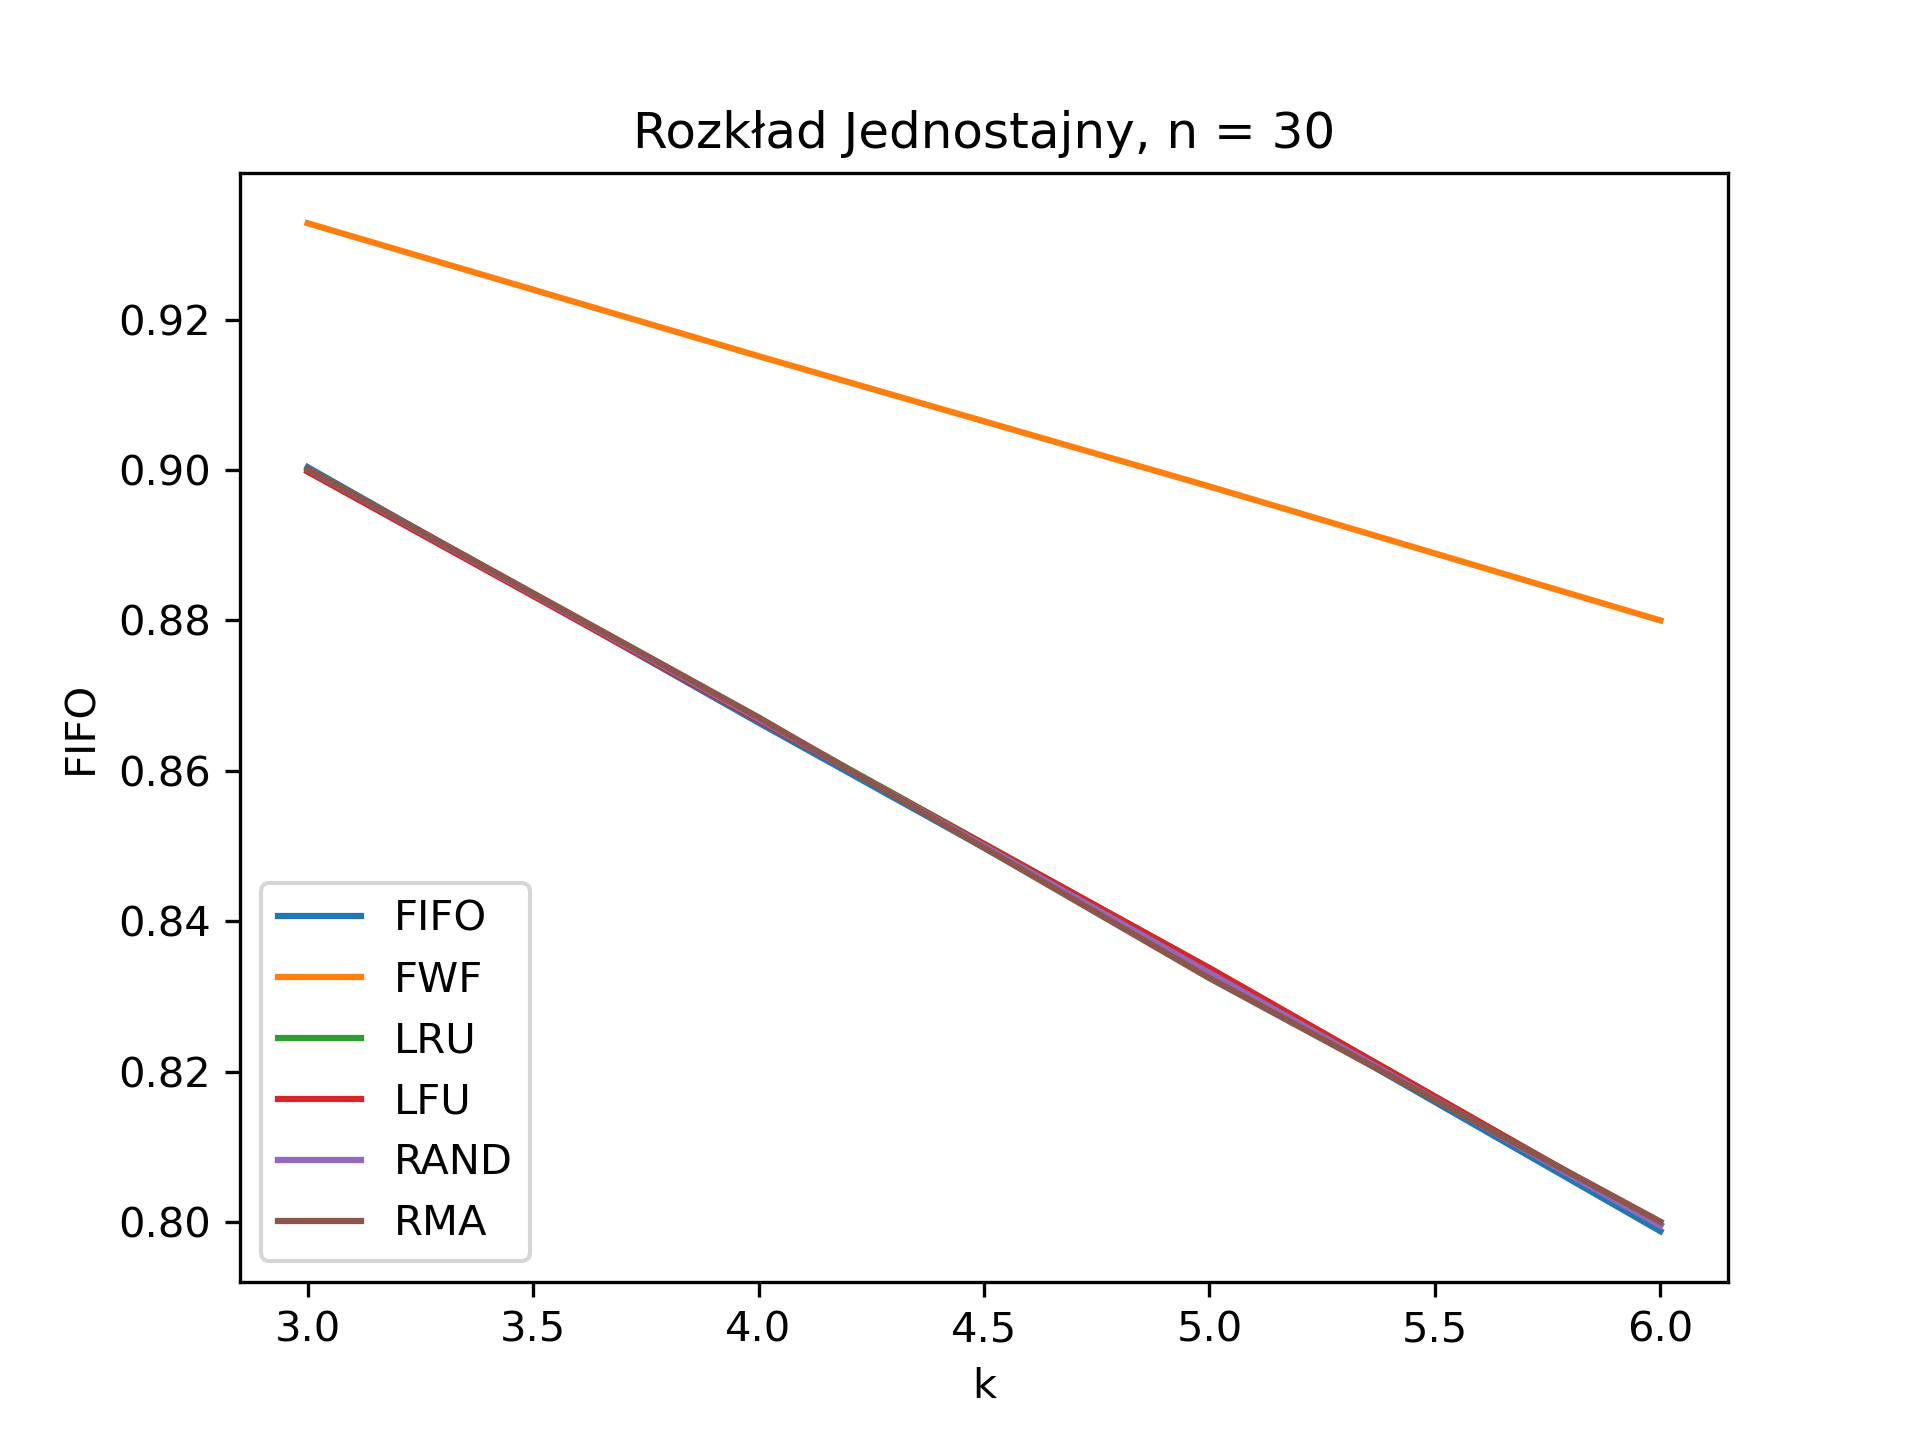 Rozkład Jednostajny, n = 30
FIFO
0.92
0.90
0.88
0.86
0.84
0.82
0.80
FIFO
FWF
LRU
LFU
RAND
RMA
3.0 3.5 4.0 4.5 5.0 5.5 6.0
k